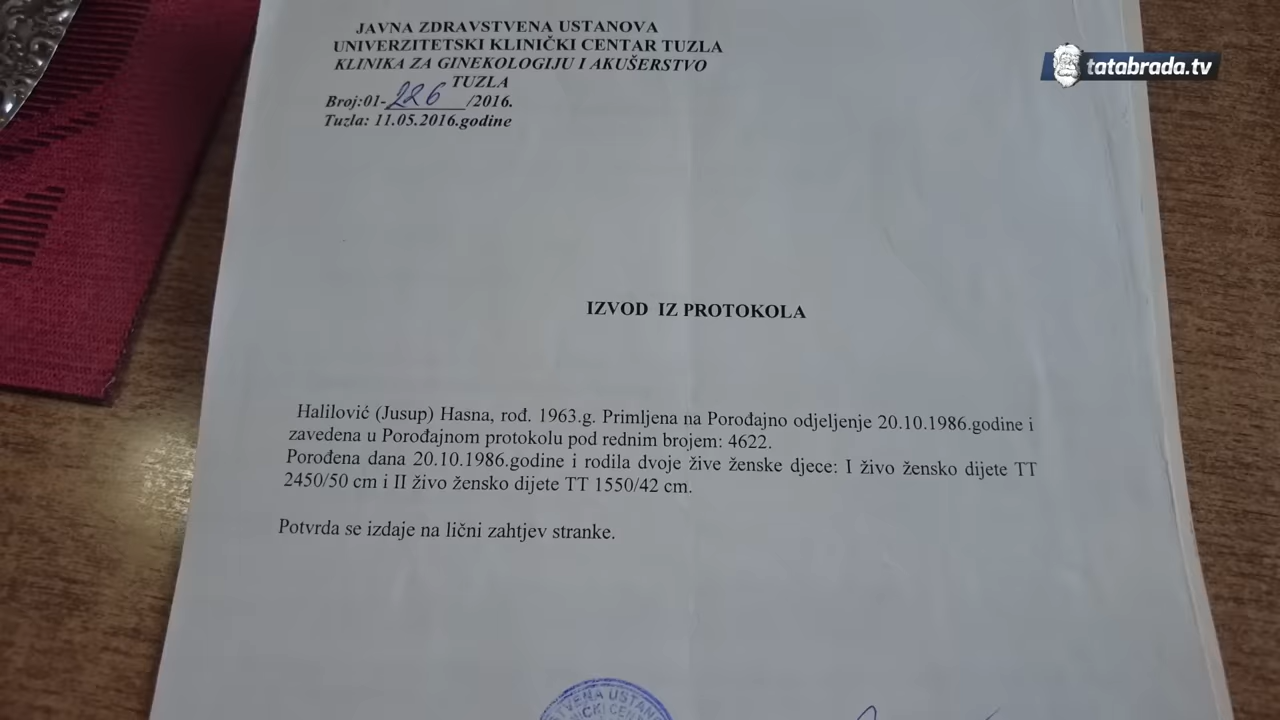 JAVNA ZDRAVSTVENA USTANOVA
UNIVERZITETSKI KLINIČKI CENTAR TUZLA
KLINIKA ZA GINEKOLOGIJU I AKUŠERSTVO
TUZLA
Broj:01-226/2016.
Tuzla: 11.05.2016.godine
tatabrada.tv
IZVOD IZ PROTOKOLA
Halilović (Jusup) Hasna, rođ. 1963.g. Primljena na Porođajno odjeljenje 20.10.1986.godine i
zavedena u Porođajnom protokolu pod rednim brojem: 4622.
Porođena dana 20.10.1986.godine i rodila dvoje žive ženske djece: I živo žensko dijete TT
2450/50 cm i II živo žensko dijete TT 1550/42 cm.
Potvrda se izdaje na lični zahtjev stranke.